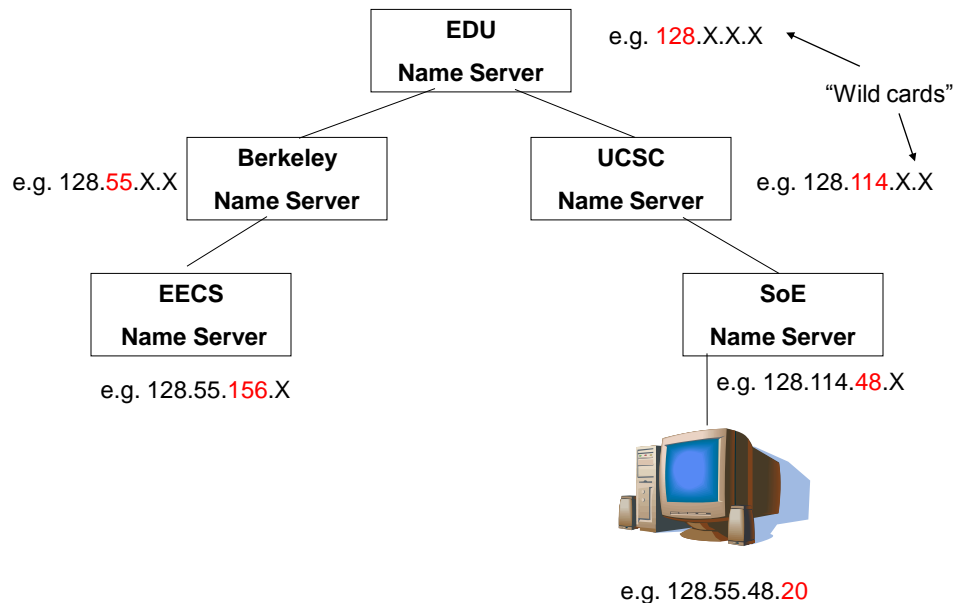 EDU
Name Server
e.g. 128.X.X.X
“Wild cards”
Berkeley
Name Server
e.g. 128.55.X.X
UCSC
Name Server
e.g. 128.114.X.X
EECS
Name Server
e.g. 128.55.156.X
SoE
Name Server
e.g. 128.114.48.X
e.g. 128.55.48.20